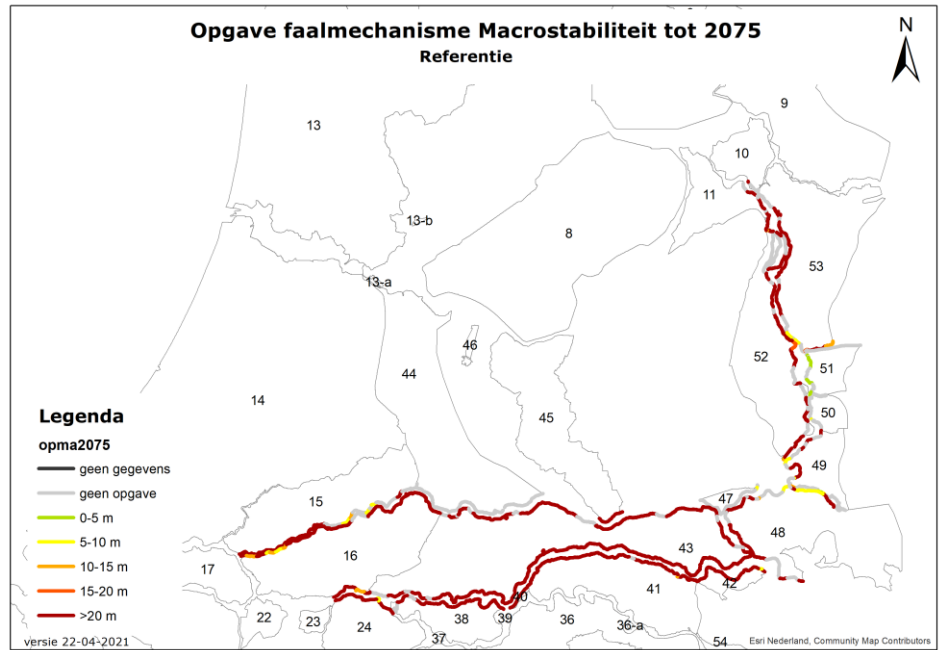 Opgave faalmechanisme Macrostabiliteit tot 2075
Referentie
N
9
13
10
11
13-b
8
53
13-a
46
52
51
44
14
45
50
49
15
47
48
16
43
17
42
41
40
22
23
24
38
39
36
36-a
37
54
Legenda
opma2075
geen gegevens
geen opgave
0-5 m
5-10 m
10-15 m
15-20 m
>20 m
versie 22-04-2021
Esri Nederland, Community Map Contributors